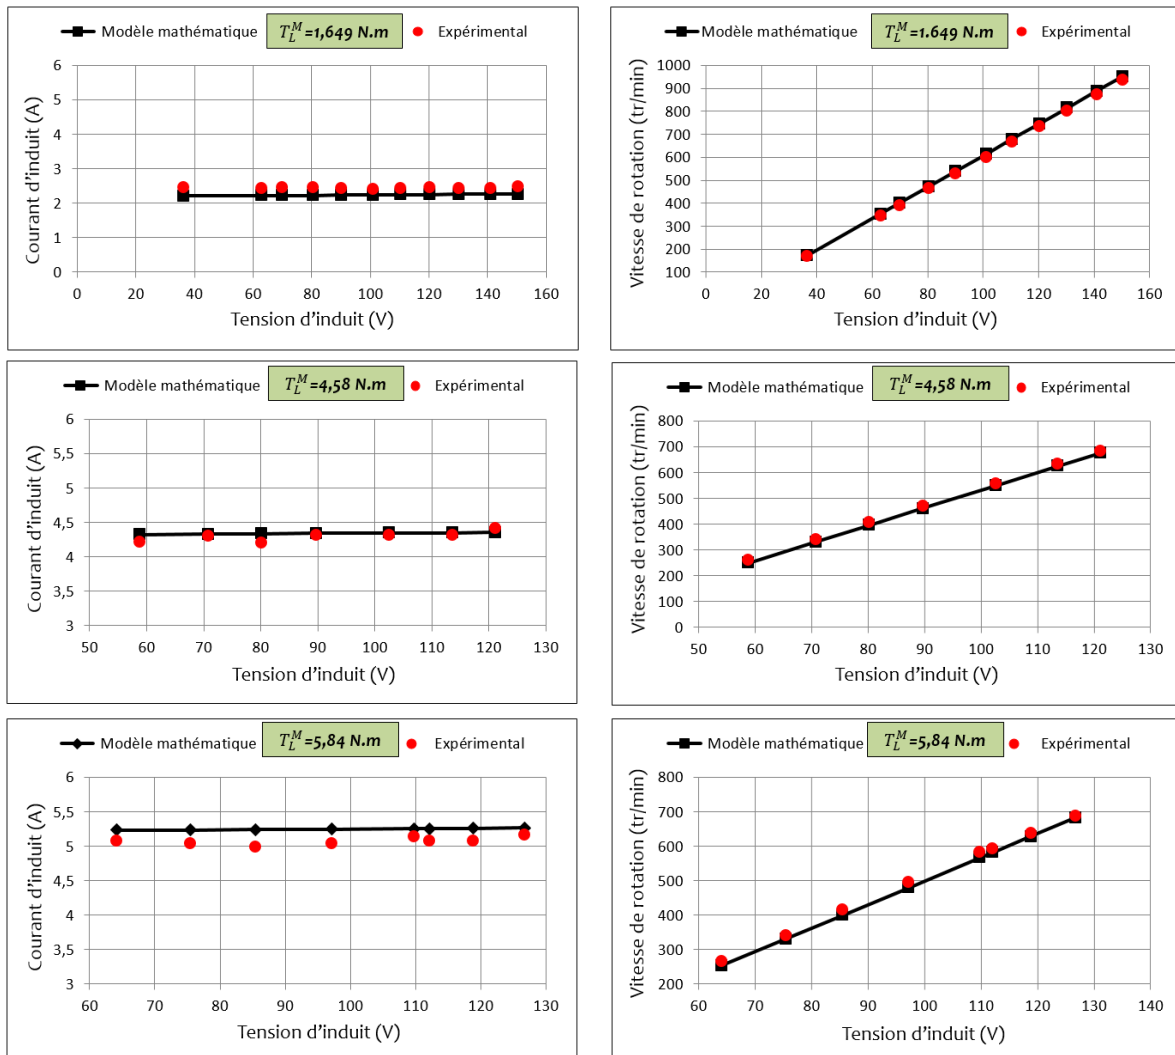 Modèle mathématique T_L^M=1,649 N.m Expérimental
Courant d'induit (A)
6
5
4
3
2
1
0
0 20 40 60 80 100 120 140 160
Tension d'induit (V)
Modèle mathématique T_L^M=1.649 N.m Expérimental
Vitesse de rotation (tr/min)
1000
900
800
700
600
500
400
300
200
100
0 20 40 60 80 100 120 140 160
Tension d'induit (V)
Modèle mathématique T_L^M=4,58 N.m Expérimental
Courant d'induit (A)
6
5,5
5
4,5
4
3,5
3
50 60 70 80 90 100 110 120 130
Tension d'induit (V)
Modèle mathématique T_L^M=4,58 N.m Expérimental
Vitesse de rotation (tr/min)
800
700
600
500
400
300
200
100
0
50 60 70 80 90 100 110 120 130
Tension d'induit (V)
Modèle mathématique T_L^M=5,84 N.m Expérimental
Courant d'induit (A)
6
5,5
5
4,5
4
3,5
3
60 70 80 90 100 110 120 130
Tension d'induit (V)
Modèle mathématique T_L^M=5,84 N.m Expérimental
Vitesse de rotation (tr/min)
800
700
600
500
400
300
200
60 70 80 90 100 110 120 130 140
Tension d'induit (V)